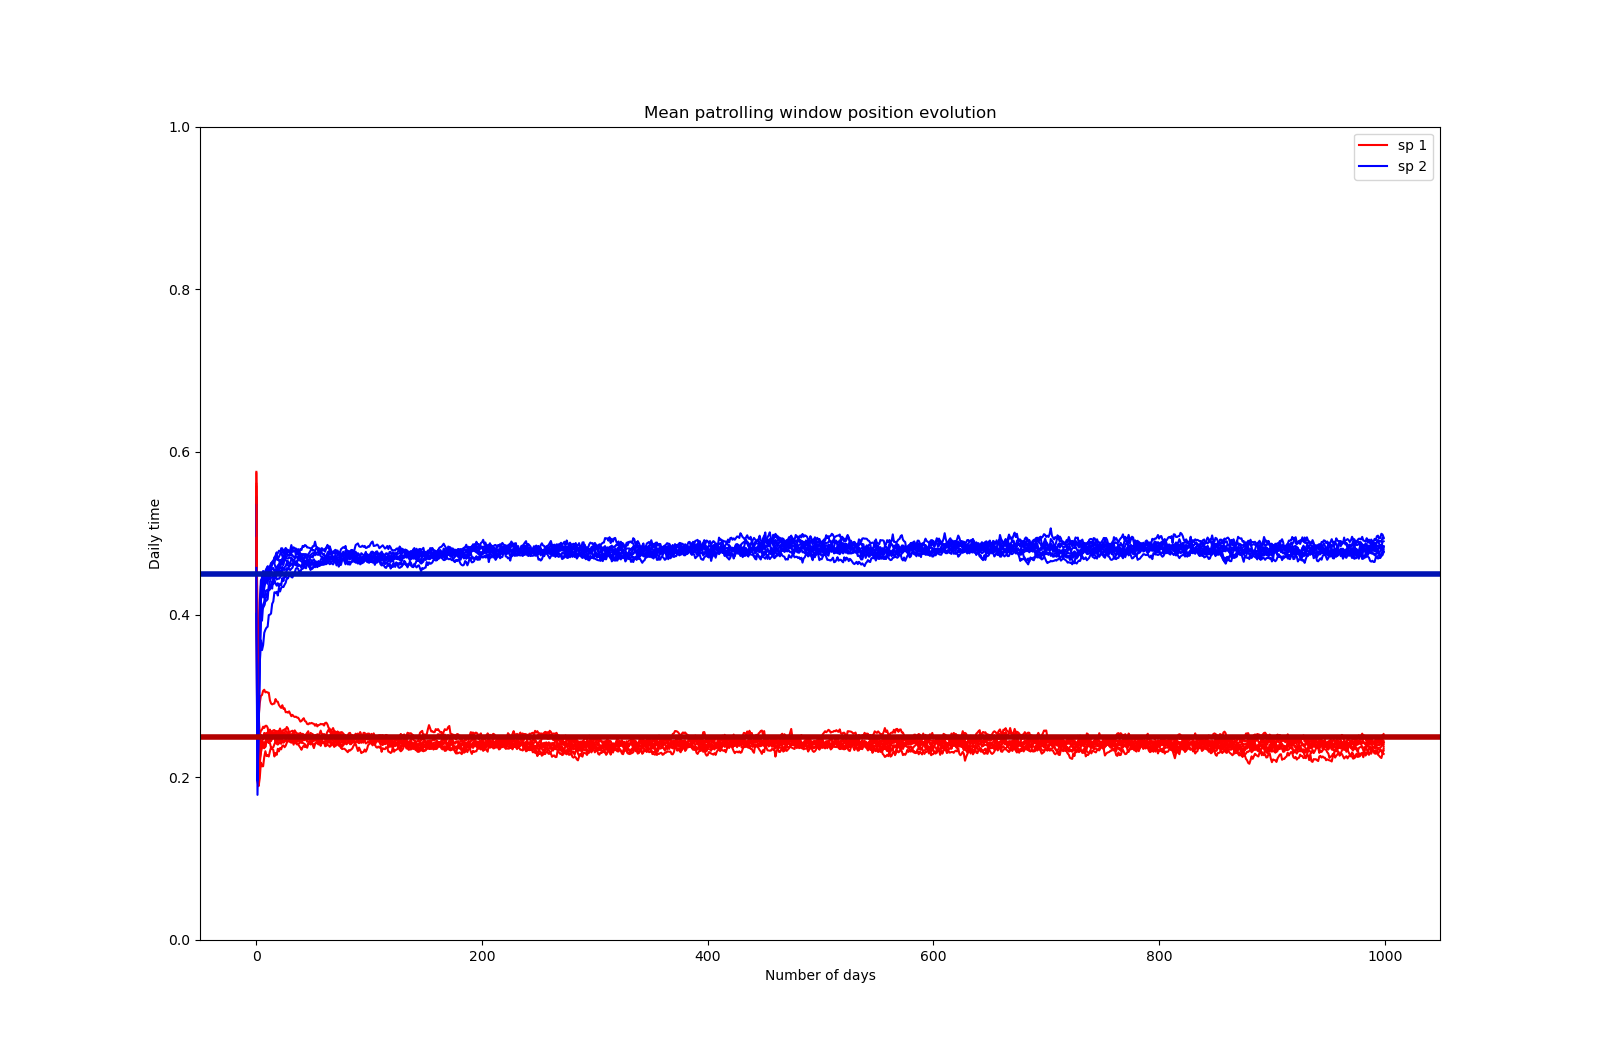 Mean patrolling window position evolution
1.0
sp 1
sp 2
0.8
0.6
Daily time
0.4
0.2
0.0
0 200 400 600 800 1000
Number of days